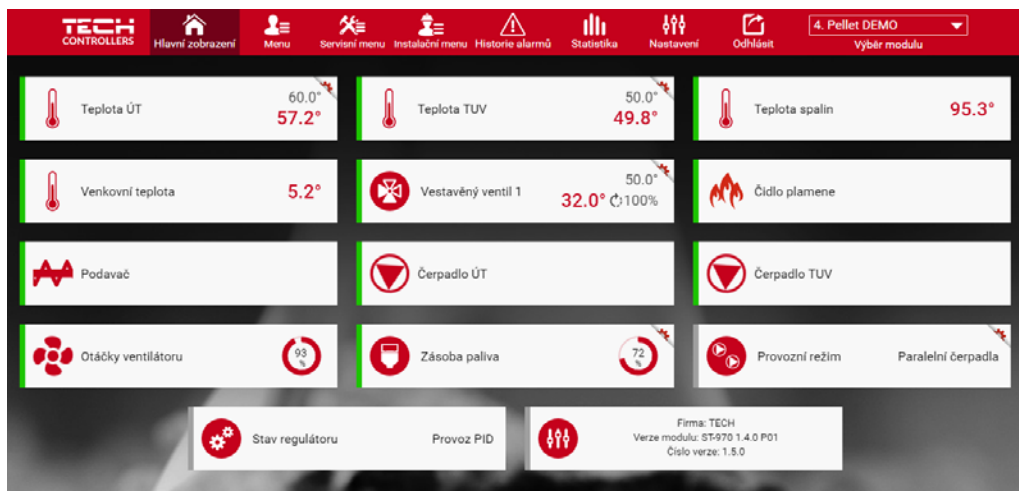 TECH
CONTROLLERS
Hlavní zobrazení
Menu
Servisní menu
Instalační menu
Historie alarmů
Statistika
Nastavení
Odhlásit
4. Pellet DEMO
Výběr modulu
Teplota ÚT
60.0°
57.2°
Teplota TUV
50.0°
49.8°
Teplota spalin
95.3°
Venkovní teplota
5.2°
Vestavěný ventil 1
50.0°
32.0° 100%
Čidlo plamene
Podavač
Čerpadlo ÚT
Čerpadlo TUV
Otáčky ventilátoru
93
%
Zásoba paliva
72
%
Provozní režim
Paralelní čerpadla
Stav regulátoru
Provoz PID
Firma: TECH
Verze modulu: ST-970 1.4.0 P01
Číslo verze: 1.5.0